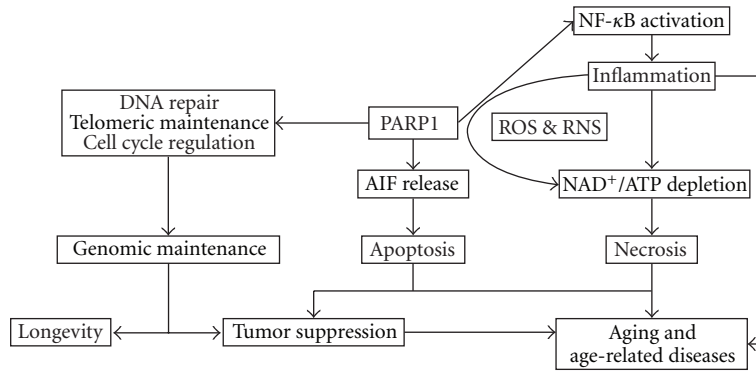 NF-κB activation
Inflammation
DNA repair
Telomeric maintenance
Cell cycle regulation
PARP1
ROS & RNS
AIF release
NAD⁺/ATP depletion
Genomic maintenance
Apoptosis
Necrosis
Longevity
Tumor suppression
Aging and
age-related diseases